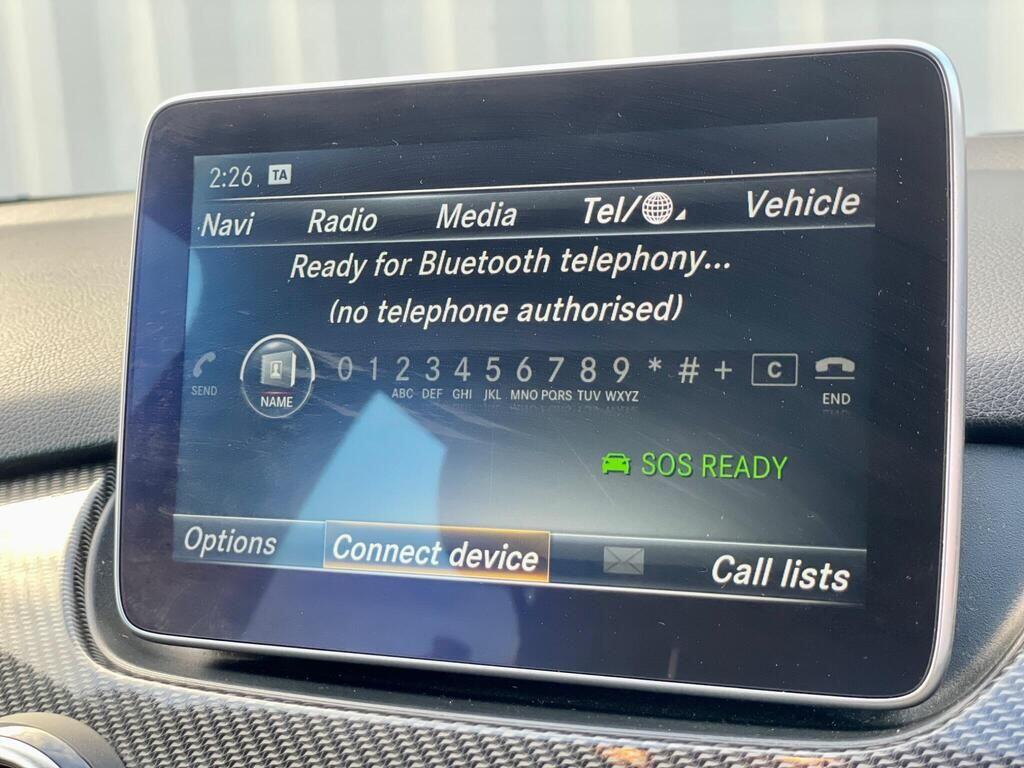 2:26 TA
Navi Radio Media Tel/ Vehicle
Ready for Bluetooth telephony...
(no telephone authorised)
SEND NAME 0 1 2 3 4 5 6 7 8 9 * # + C END
ABC DEF GHI JKL MNO PQRS TUV WXYZ
SOS READY
Options Connect device Call lists